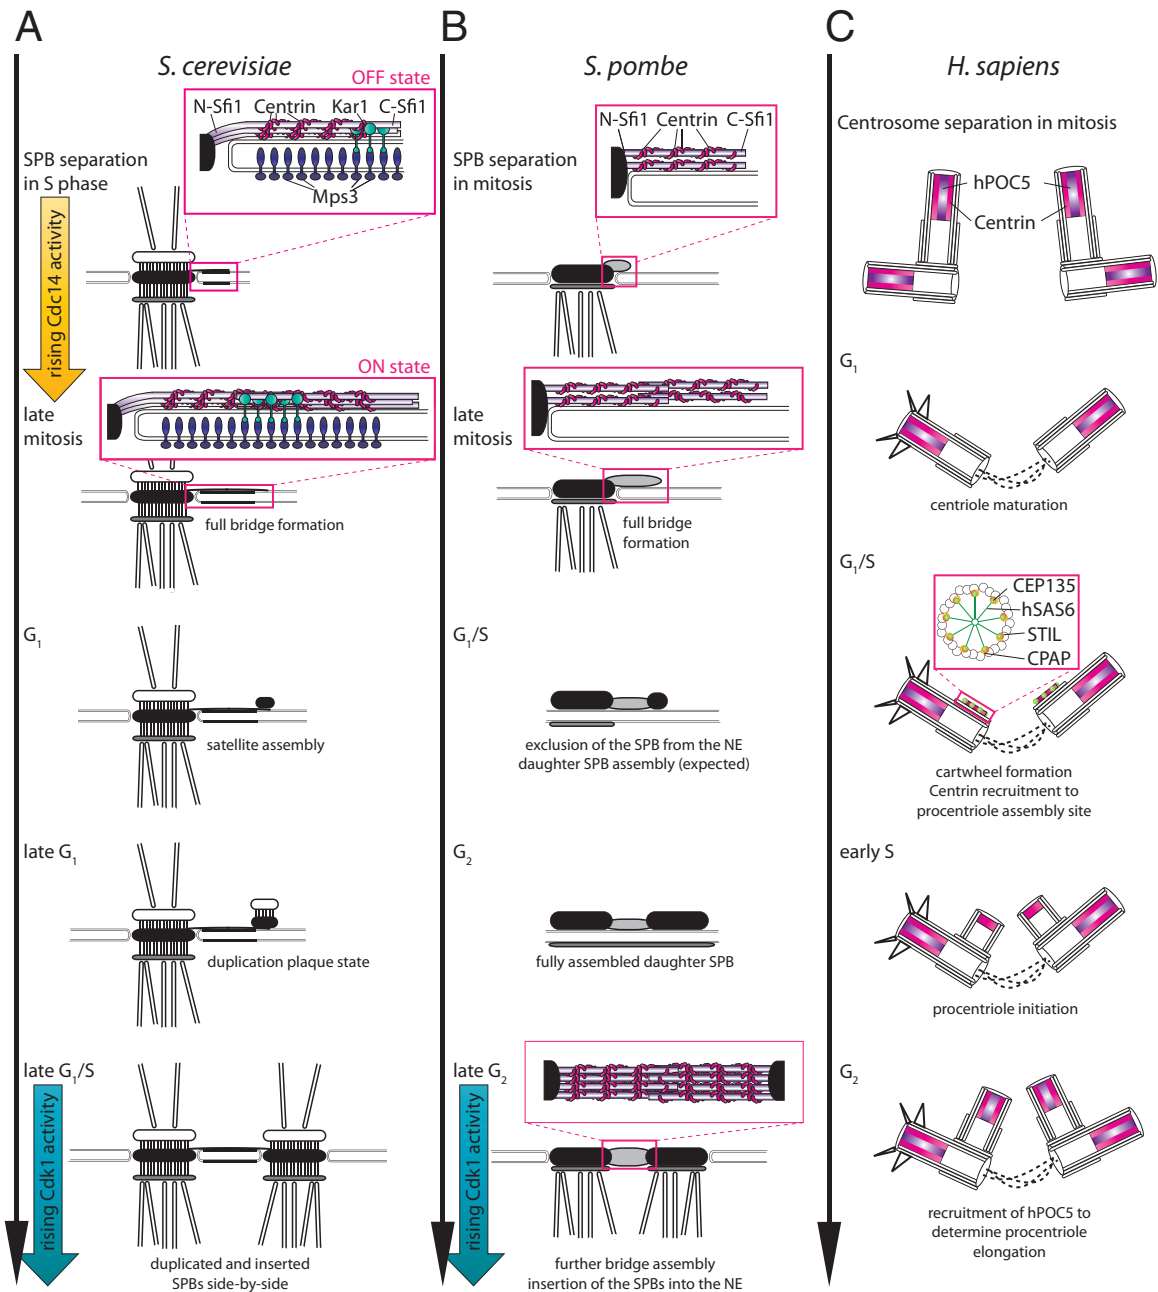 A
S. cerevisiae
OFF state
N-Sfi1 Centrin Kar1 C-Sfi1
Mps3
SPB separation
in S phase
rising Cdc14 activity
ON state
late
mitosis
full bridge formation
G1
satellite assembly
late G1
duplication plaque state
late G1/S
rising Cdk1 activity
duplicated and inserted
SPBs side-by-side
B
S. pombe
N-Sfi1 Centrin C-Sfi1
SPB separation
in mitosis
late
mitosis
full bridge
formation
G1/S
exclusion of the SPB from the NE
daughter SPB assembly (expected)
G2
fully assembled daughter SPB
late G2
rising Cdk1 activity
further bridge assembly
insertion of the SPBs into the NE
C
H. sapiens
Centrosome separation in mitosis
hPOC5
Centrin
G1
centriole maturation
G1/S
CEP135
hSAS6
STIL
CPAP
cartwheel formation
Centrin recruitment to
procentriole assembly site
early S
procentriole initiation
G2
recruitment of hPOC5 to
determine procentriole
elongation